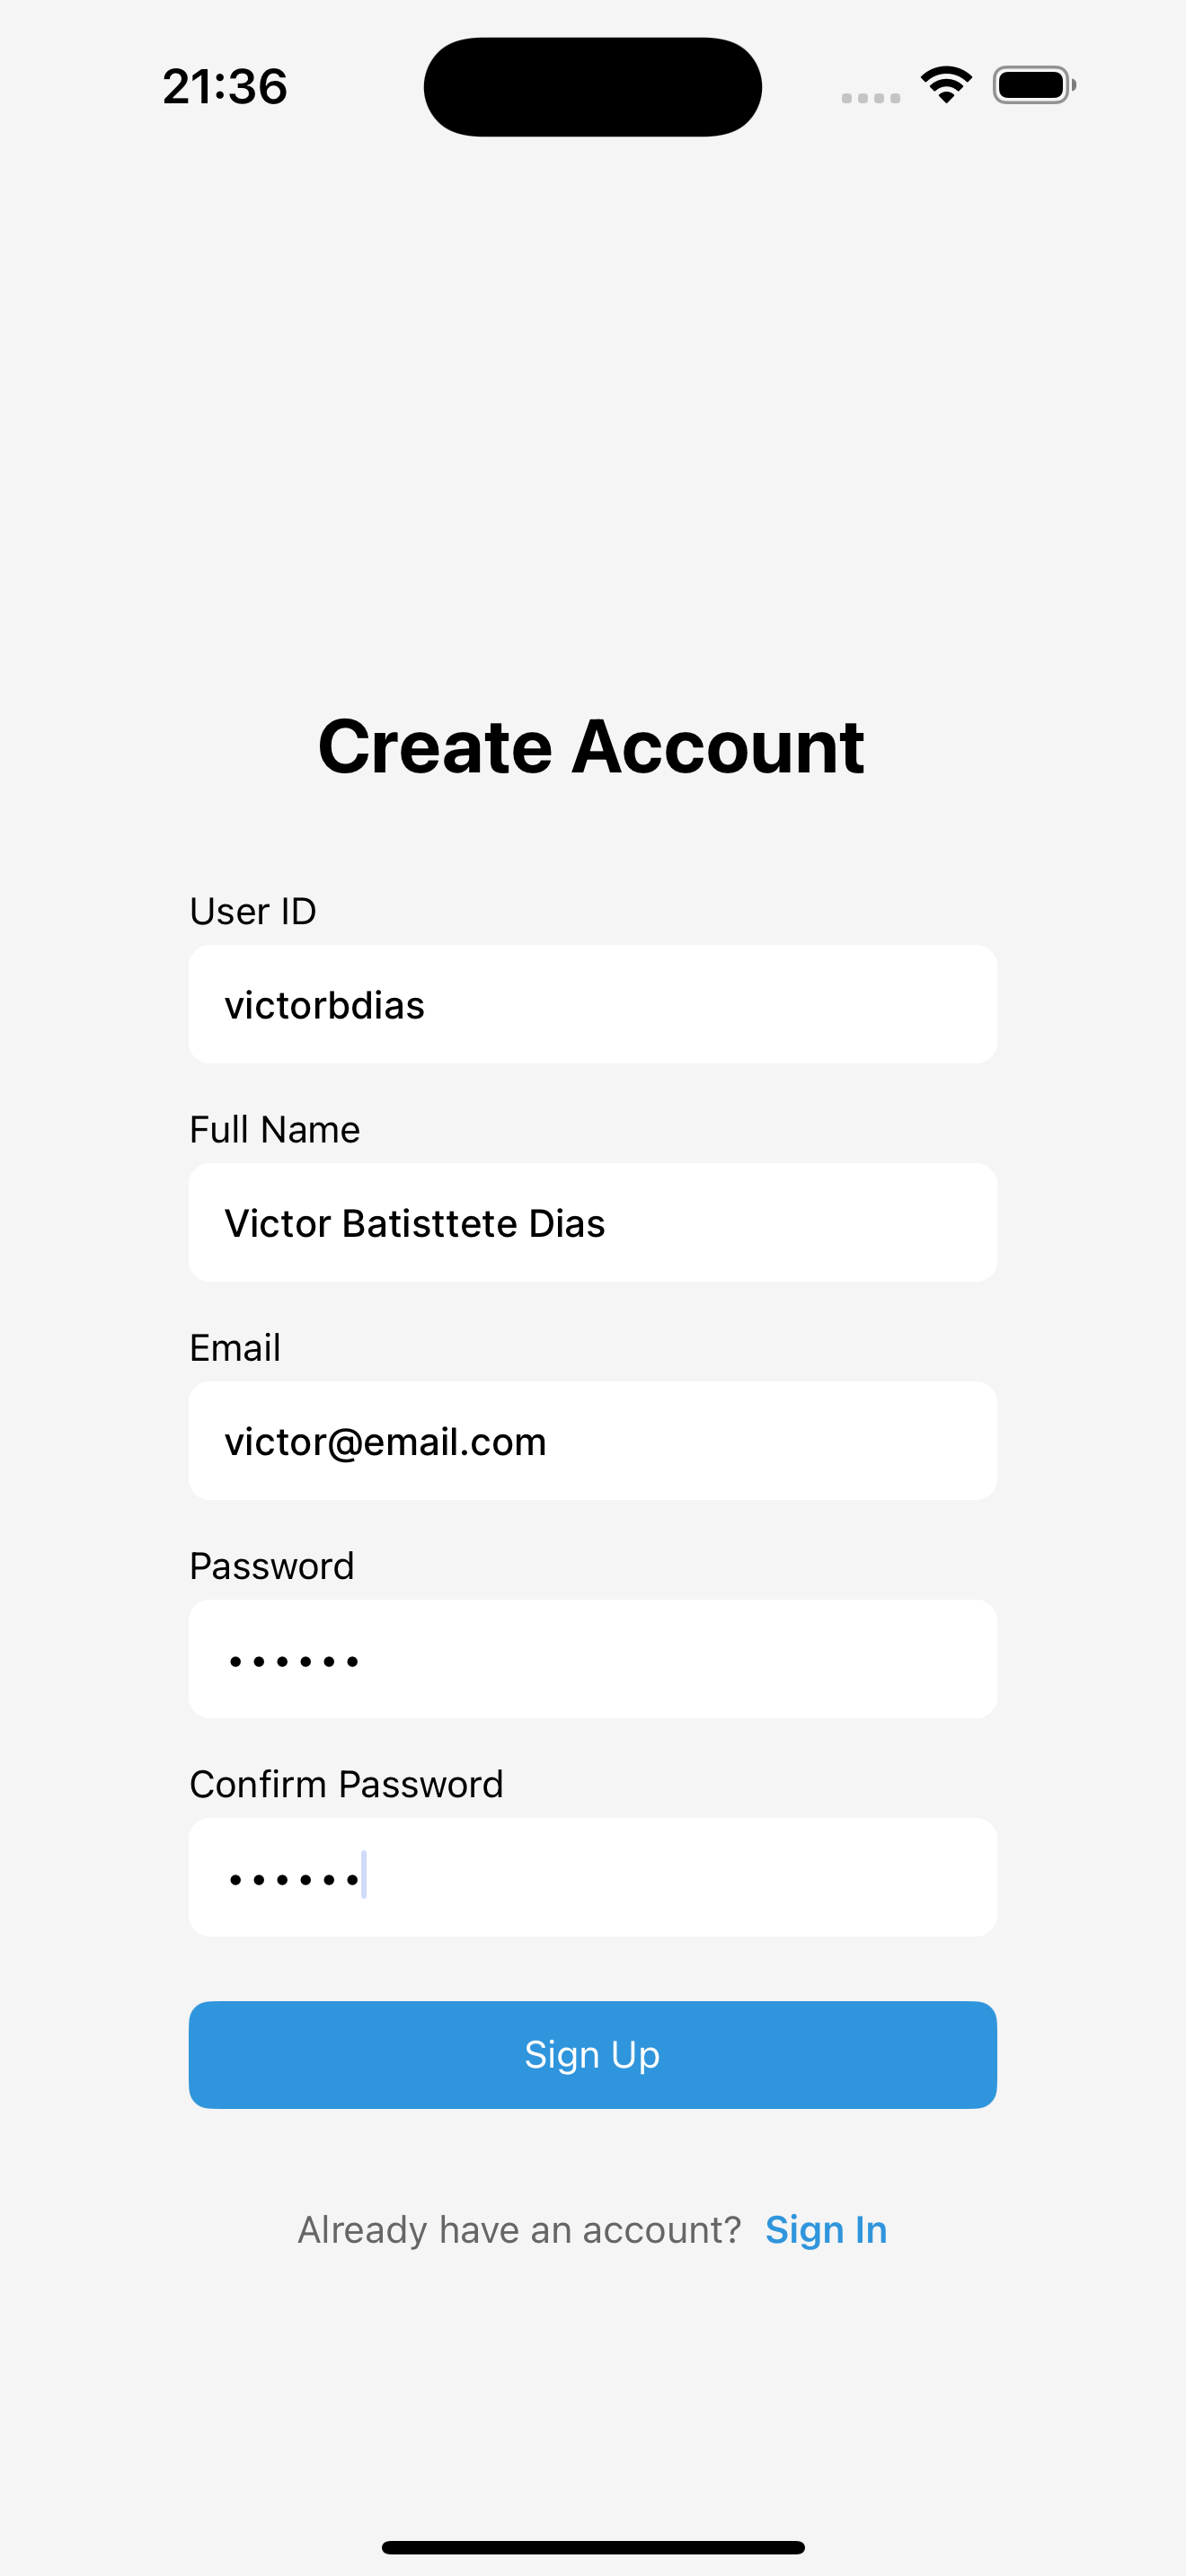 21:36
Create Account
User ID
victorbdias
Full Name
Victor Batisttete Dias
Email
victor@email.com
Password
••••••
Confirm Password
••••••
Sign Up
Already have an account? Sign In